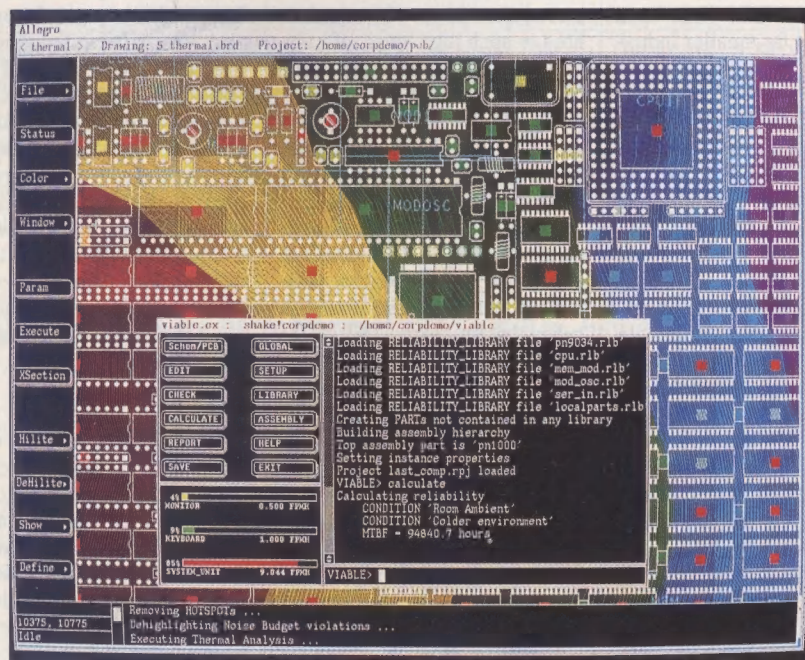 Allegro
< thermal > Drawing: 5_thermal.brd Project: /home/corpdemo/pcb/
File
Status
Color
Window
Param
Execute
XSection
Hilite
DeHilite
Show
Define
CPU
MODOSC
viable.ex : shake!corpdemo : /home/corpdemo/viable
Schem/PCB GLOBAL
EDIT SETUP
CHECK LIBRARY
CALCULATE ASSEMBLY
REPORT HELP
SAVE EXIT
4%
MONITOR 0.500 FPMH
9%
KEYBOARD 1.000 FPMH
85%
SYSTEM_UNIT 9.044 FPMH
Loading RELIABILITY_LIBRARY file 'pn9034.rlb'
Loading RELIABILITY_LIBRARY file 'cpu.rlb'
Loading RELIABILITY_LIBRARY file 'mem_mod.rlb'
Loading RELIABILITY_LIBRARY file 'mod_osc.rlb'
Loading RELIABILITY_LIBRARY file 'ser_in.rlb'
Loading RELIABILITY_LIBRARY file 'localparts.rlb
Creating PARTs not contained in any library
Building assembly hierarchy
Top assembly part is 'pn1000'
Setting instance properties
Project last_comp.rpj loaded
VIABLE> calculate
Calculating reliability
CONDITION 'Room Ambient'
CONDITION 'Colder environment'
MTBF = 94840.7 hours
VIABLE>
10375, 10775
Idle
Removing HOTSPOTs ...
Dehighlighting Noise Budget violations ...
Executing Thermal Analysis ...